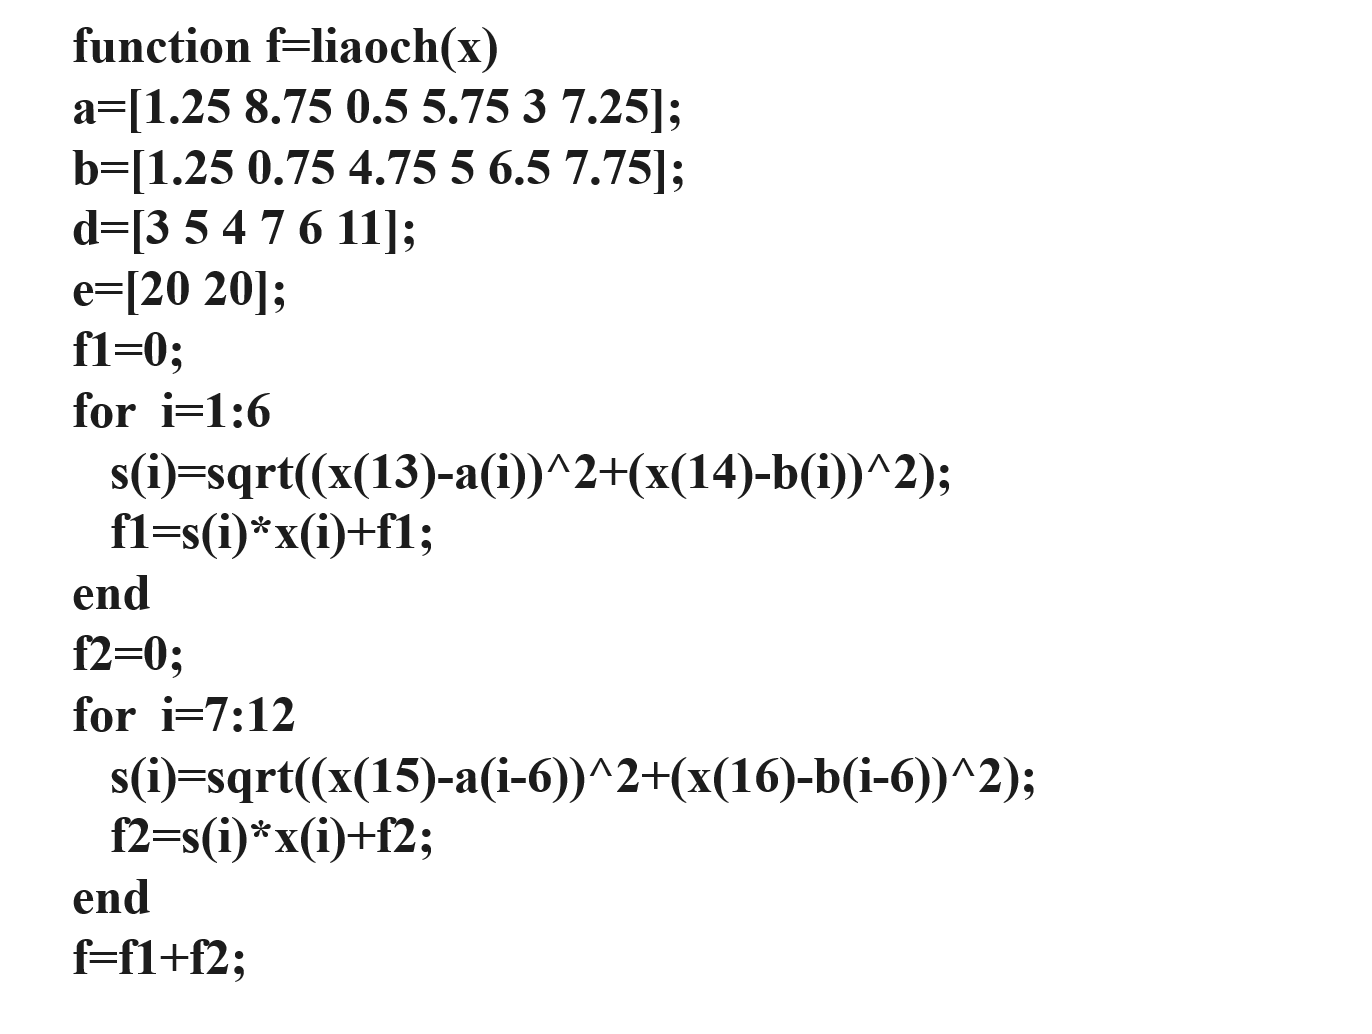 function f=liaoch(x)
a=[1.25 8.75 0.5 5.75 3 7.25];
b=[1.25 0.75 4.75 5 6.5 7.75];
d=[3 5 4 7 6 11];
e=[20 20];
f1=0;
for  i=1:6
   s(i)=sqrt((x(13)-a(i))^2+(x(14)-b(i))^2);
   f1=s(i)*x(i)+f1;
end
f2=0;
for  i=7:12
   s(i)=sqrt((x(15)-a(i-6))^2+(x(16)-b(i-6))^2);
   f2=s(i)*x(i)+f2;
end
f=f1+f2;